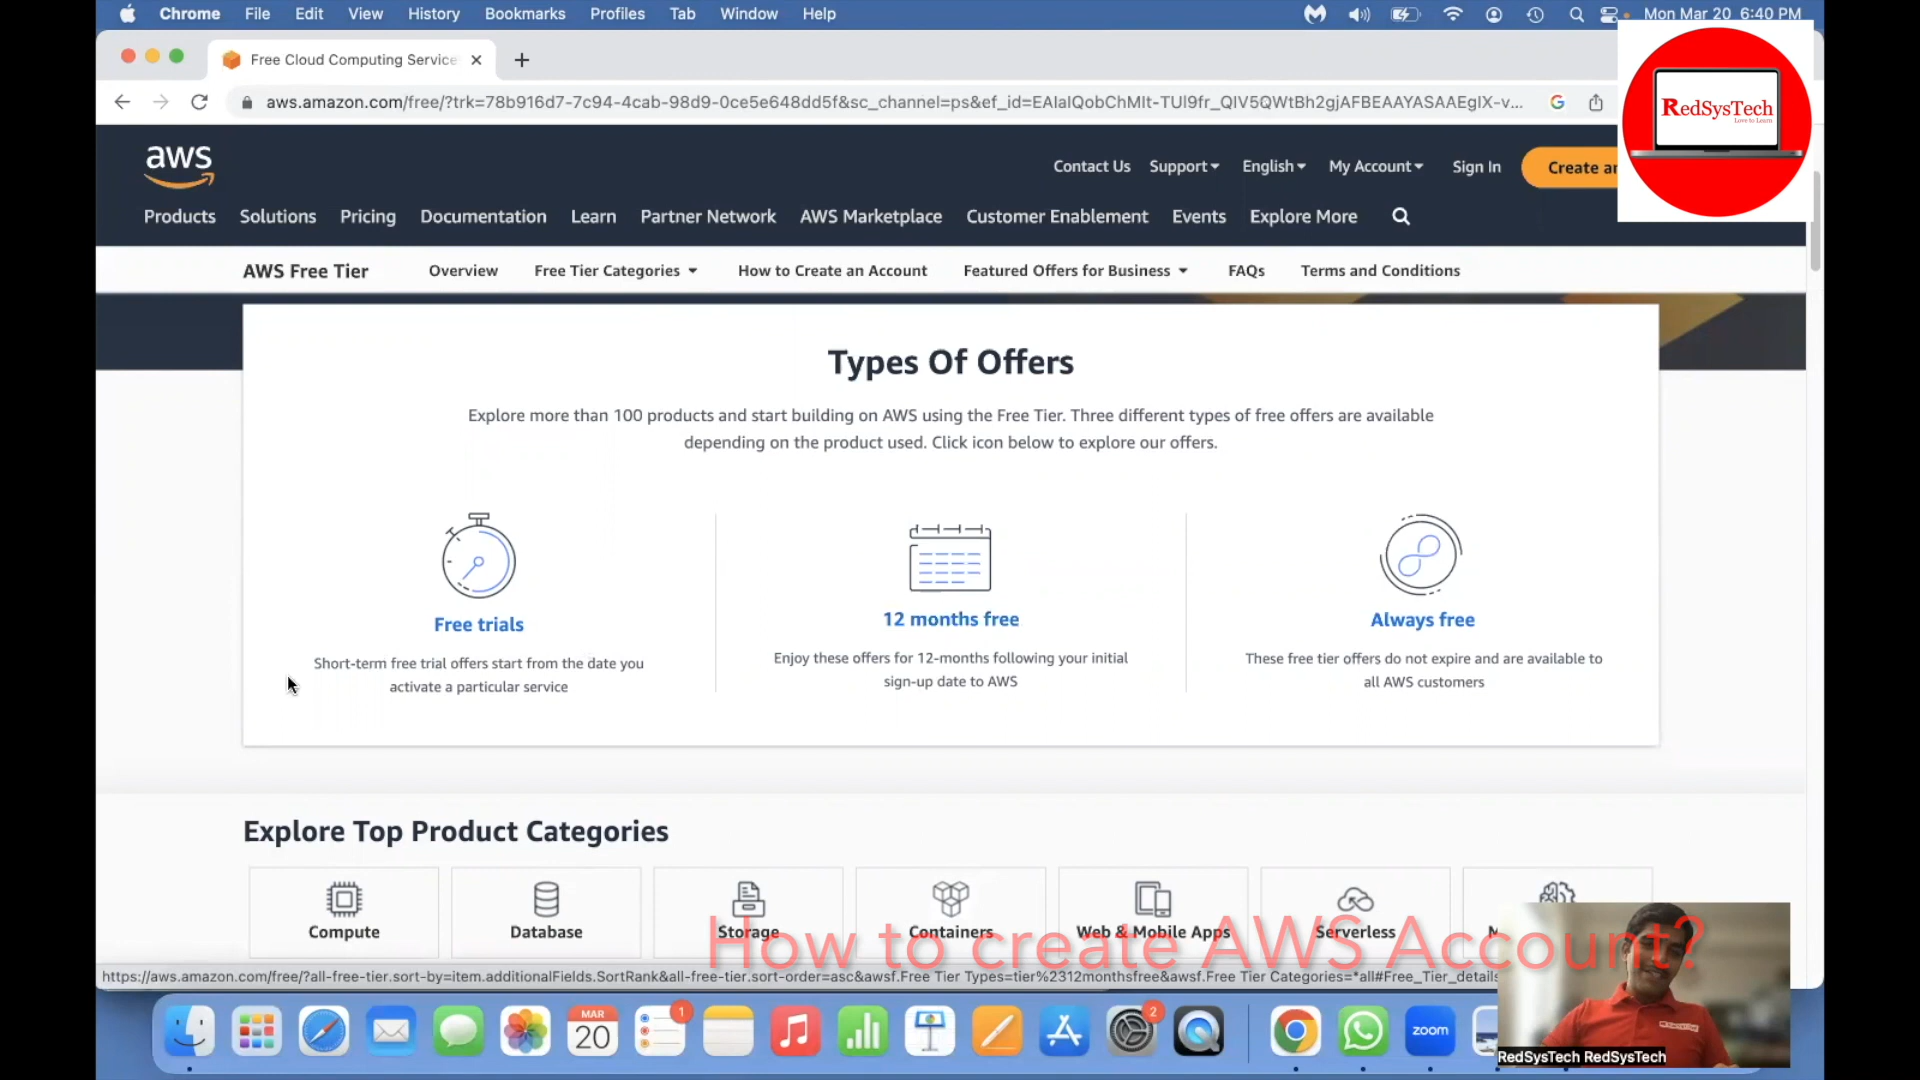 Chrome File Edit View History Bookmarks Profiles Tab Window Help Mon Mar 20 6:40 PM
Free Cloud Computing Service
aws.amazon.com/free/?trk=78b916d7-7c94-4cab-98d9-0ce5e648dd5f&sc_channel=ps&ef_id=EAIaIQobChMIt-TUl9fr_QIV5QWtBh2gjAFBEAAYASAAEgIX-v...
RedSysTech
Love to Learn
aws
Contact Us Support English My Account Sign In Create an
Products Solutions Pricing Documentation Learn Partner Network AWS Marketplace Customer Enablement Events Explore More
AWS Free Tier Overview Free Tier Categories How to Create an Account Featured Offers for Business FAQs Terms and Conditions
Types Of Offers
Explore more than 100 products and start building on AWS using the Free Tier. Three different types of free offers are available
depending on the product used. Click icon below to explore our offers.
Free trials
Short-term free trial offers start from the date you
activate a particular service
12 months free
Enjoy these offers for 12-months following your initial
sign-up date to AWS
Always free
These free tier offers do not expire and are available to
all AWS customers
Explore Top Product Categories
Compute Database Storage Containers Web & Mobile Apps Serverless
How to create AWS Account?
https://aws.amazon.com/free/?all-free-tier.sort-by=item.additionalFields.SortRank&all-free-tier.sort-order=asc&awsf.Free Tier Types=tier%2312monthsfree&awsf.Free Tier Categories=*all#Free_Tier_details
MAR
20
1
2
zoom
RedSysTech RedSysTech